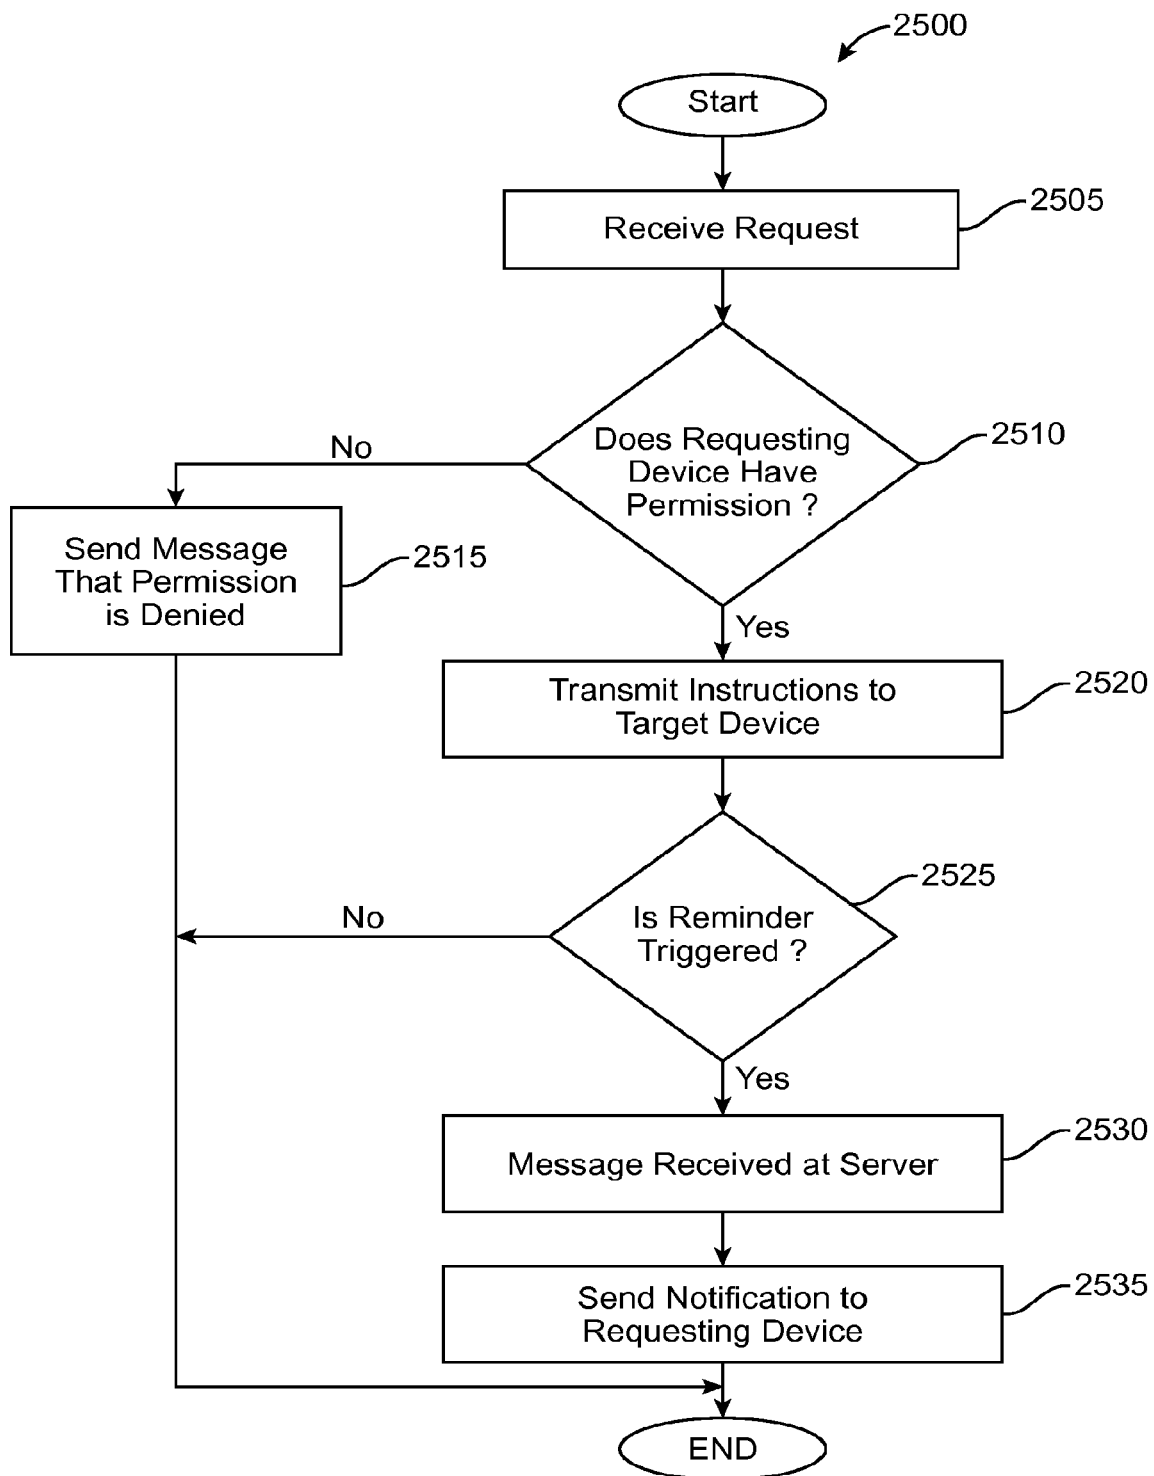 2500
Start
Receive Request
2505
Does Requesting
Device Have
Permission ?
2510
No
Send Message
That Permission
is Denied
2515
Yes
Transmit Instructions to
Target Device
2520
Is Reminder
Triggered ?
2525
No
Yes
Message Received at Server
2530
Send Notification to
Requesting Device
2535
END